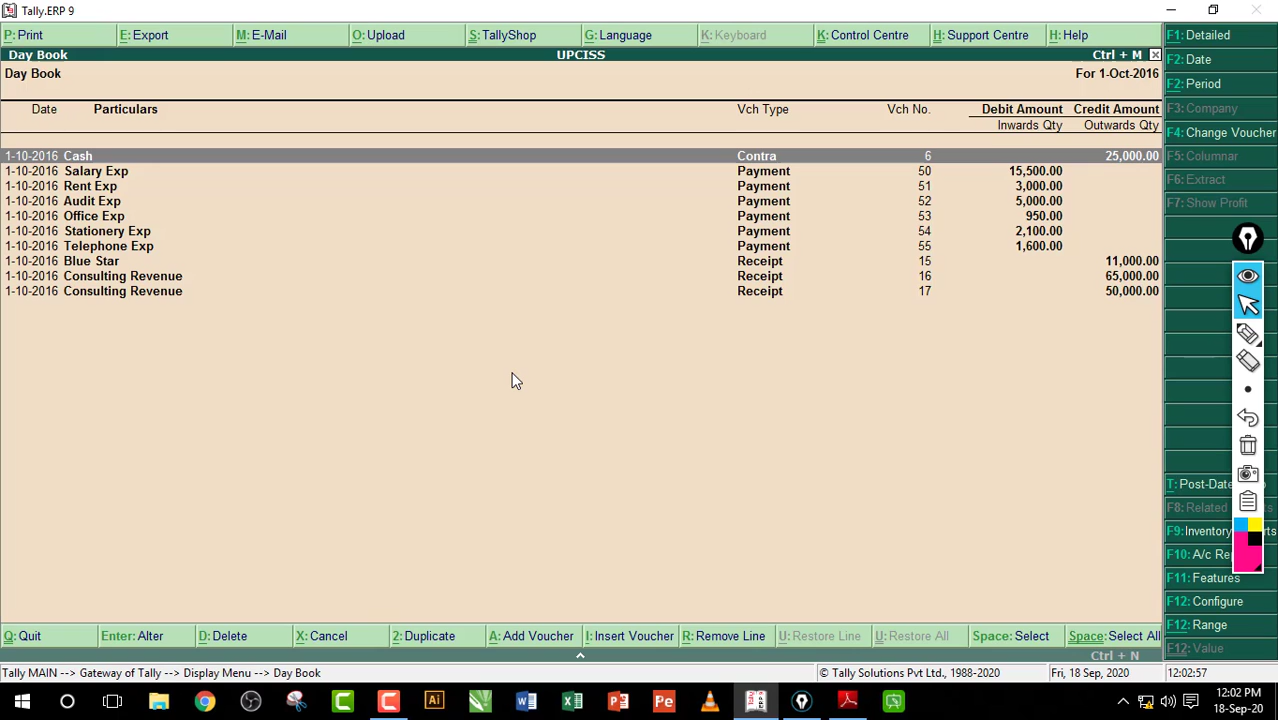 Tally.ERP 9
P: Print E: Export M: E-Mail O: Upload S: TallyShop G: Language K: Keyboard K: Control Centre H: Support Centre H: Help
Day Book UPCISS Ctrl + M
Day Book For 1-Oct-2016
Date Particulars Vch Type Vch No. Debit Amount Credit Amount
Inwards Qty Outwards Qty
1-10-2016 Cash Contra 6 25,000.00
1-10-2016 Salary Exp Payment 50 15,500.00
1-10-2016 Rent Exp Payment 51 3,000.00
1-10-2016 Audit Exp Payment 52 5,000.00
1-10-2016 Office Exp Payment 53 950.00
1-10-2016 Stationery Exp Payment 54 2,100.00
1-10-2016 Telephone Exp Payment 55 1,600.00
1-10-2016 Blue Star Receipt 15 11,000.00
1-10-2016 Consulting Revenue Receipt 16 65,000.00
1-10-2016 Consulting Revenue Receipt 17 50,000.00
F1: Detailed
F2: Date
F2: Period
F3: Company
F4: Change Voucher
F5: Columnar
F6: Extract
F7: Show Profit
T: Post-Date
F8: Related
F9: Inventory
F10: A/c Re
F11: Features
F12: Configure
F12: Range
F12: Value
Q: Quit Enter: Alter D: Delete X: Cancel 2: Duplicate A: Add Voucher I: Insert Voucher R: Remove Line U: Restore Line U: Restore All Space: Select Space: Select All
Ctrl + N
Tally MAIN --> Gateway of Tally --> Display Menu --> Day Book © Tally Solutions Pvt Ltd., 1988-2020 Fri, 18 Sep, 2020 12:02:57
12:02 PM
18-Sep-20